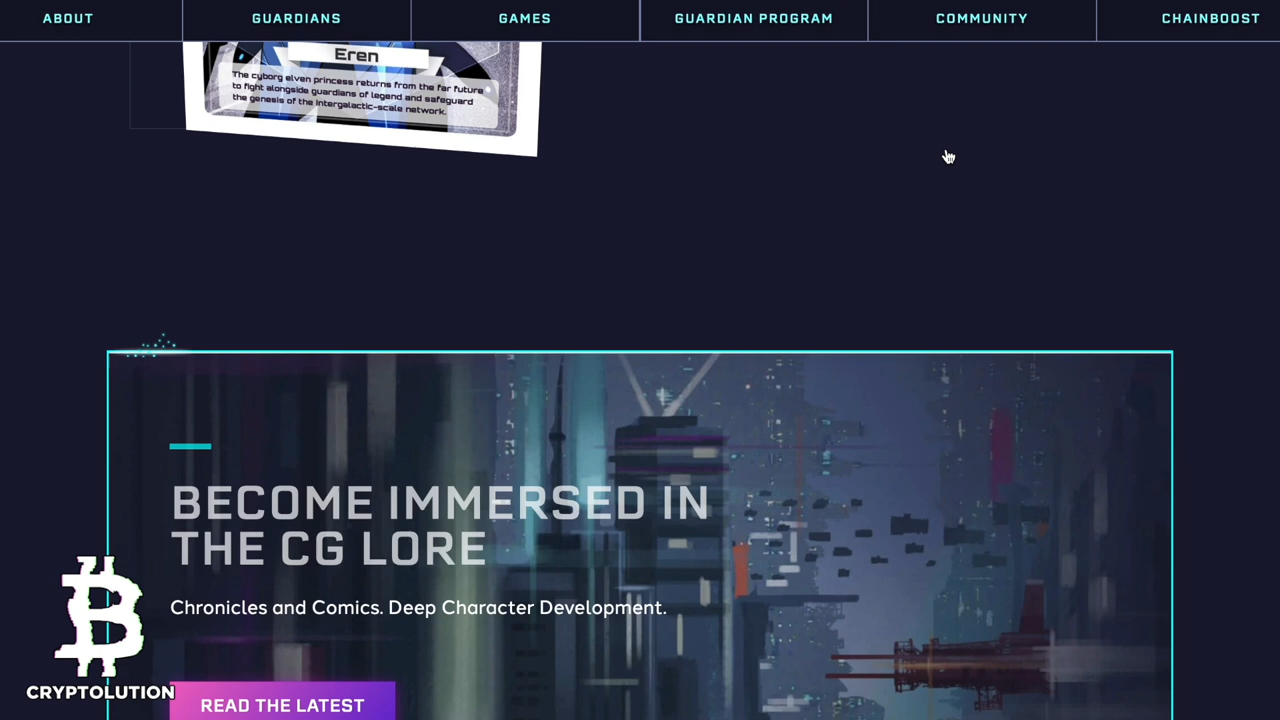 ABOUT
GUARDIANS
GAMES
GUARDIAN PROGRAM
COMMUNITY
CHAINBOOST
Eren
The cyborg elven princess returns from the far future
to fight alongside guardians of legend and safeguard
the genesis of the intergalactic-scale network.
BECOME IMMERSED IN
THE CG LORE
Chronicles and Comics. Deep Character Development.
READ THE LATEST
CRYPTOLUTION